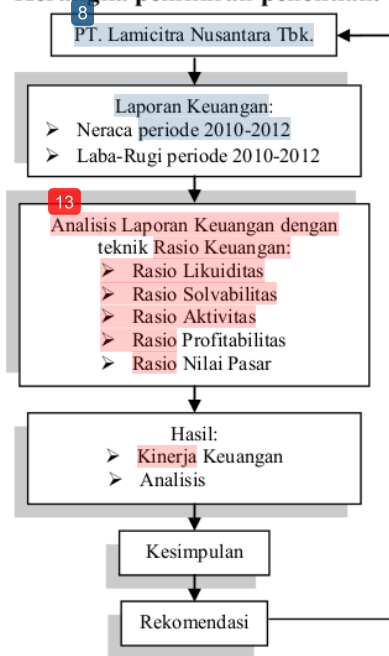 8
PT. Lamicitra Nusantara Tbk.
Laporan Keuangan:
➢ Neraca periode 2010-2012
➢ Laba-Rugi periode 2010-2012
13
Analisis Laporan Keuangan dengan
teknik Rasio Keuangan:
➢ Rasio Likuiditas
➢ Rasio Solvabilitas
➢ Rasio Aktivitas
➢ Rasio Profitabilitas
➢ Rasio Nilai Pasar
Hasil:
➢ Kinerja Keuangan
➢ Analisis
Kesimpulan
Rekomendasi